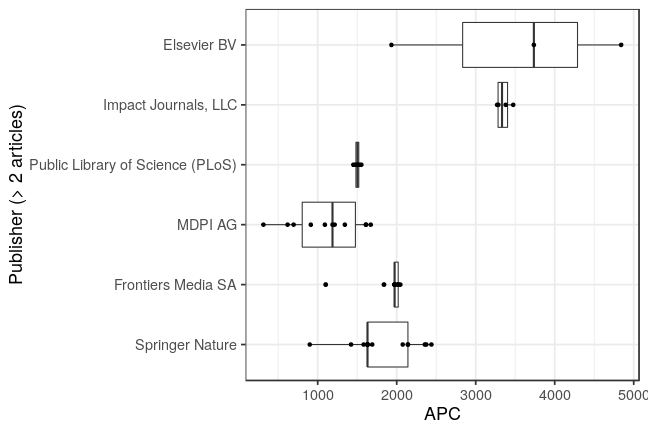 Publisher (> 2 articles)
Elsevier BV
Impact Journals, LLC
Public Library of Science (PLoS)
MDPI AG
Frontiers Media SA
Springer Nature
1000 2000 3000 4000 5000
APC